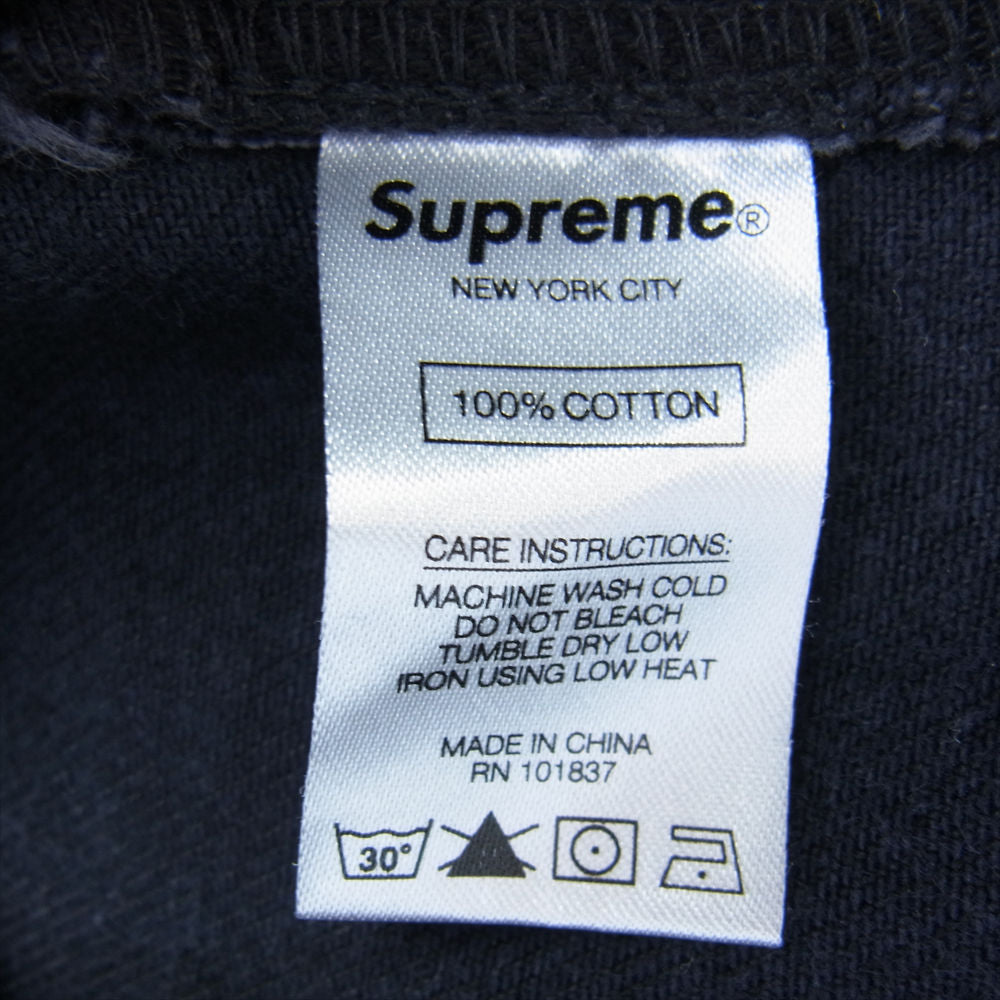 Supreme®
NEW YORK CITY
100% COTTON
CARE INSTRUCTIONS:
MACHINE WASH COLD
DO NOT BLEACH
TUMBLE DRY LOW
IRON USING LOW HEAT
MADE IN CHINA
RN 101837
30°